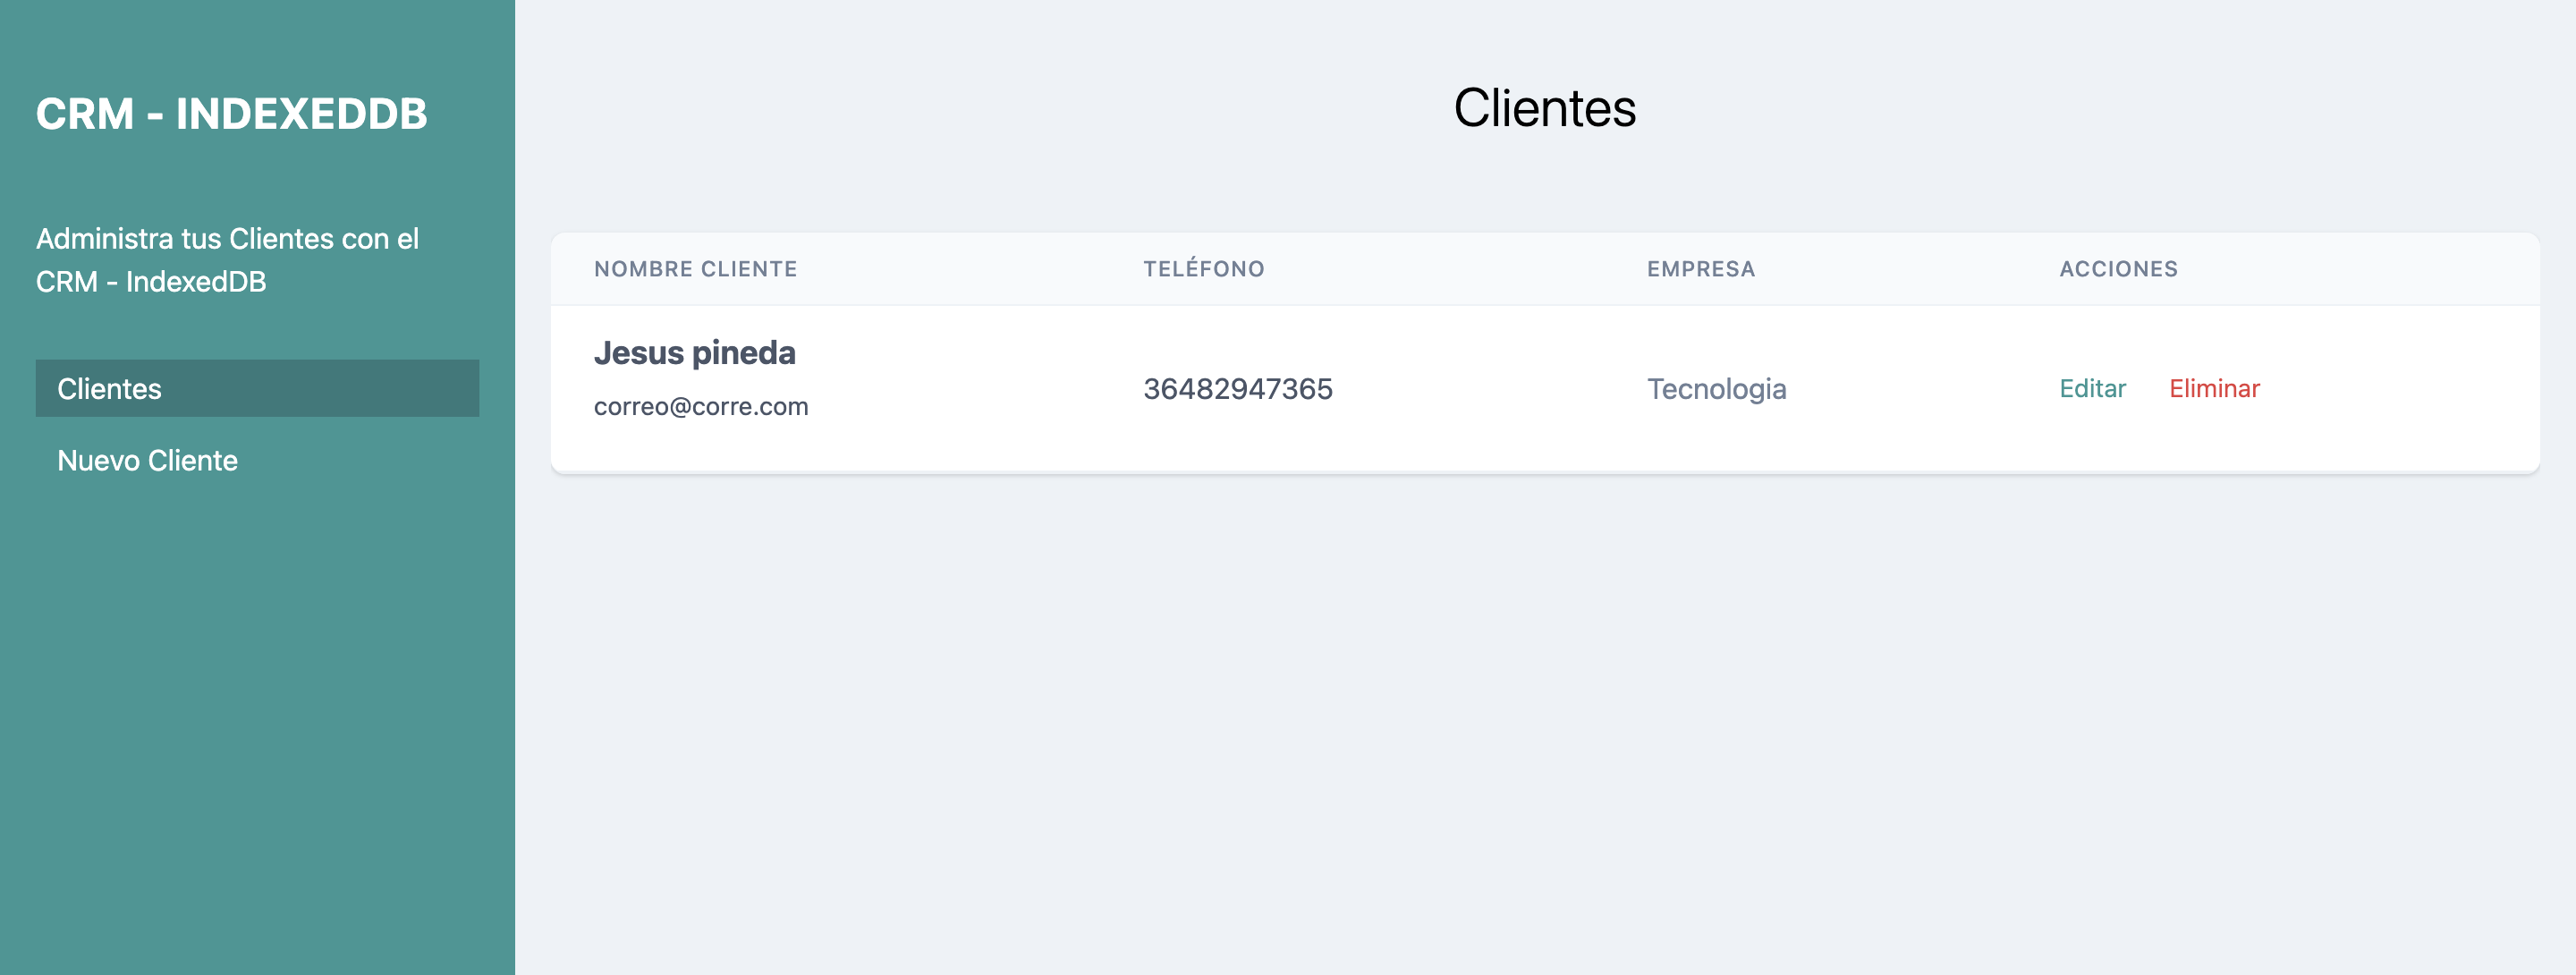 CRM - INDEXEDDB
Administra tus Clientes con el
CRM - IndexedDB
Clientes
Nuevo Cliente
Clientes
NOMBRE CLIENTE TELÉFONO EMPRESA ACCIONES
Jesus pineda
correo@corre.com
36482947365 Tecnologia Editar Eliminar